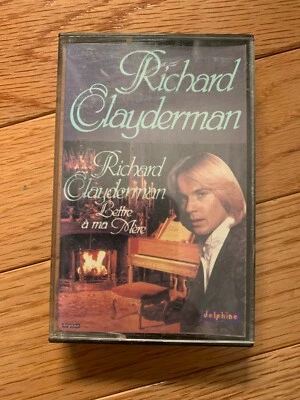 Richard
Clayderman
Richard
Clayderman
Lettre
à ma Mère
delphine